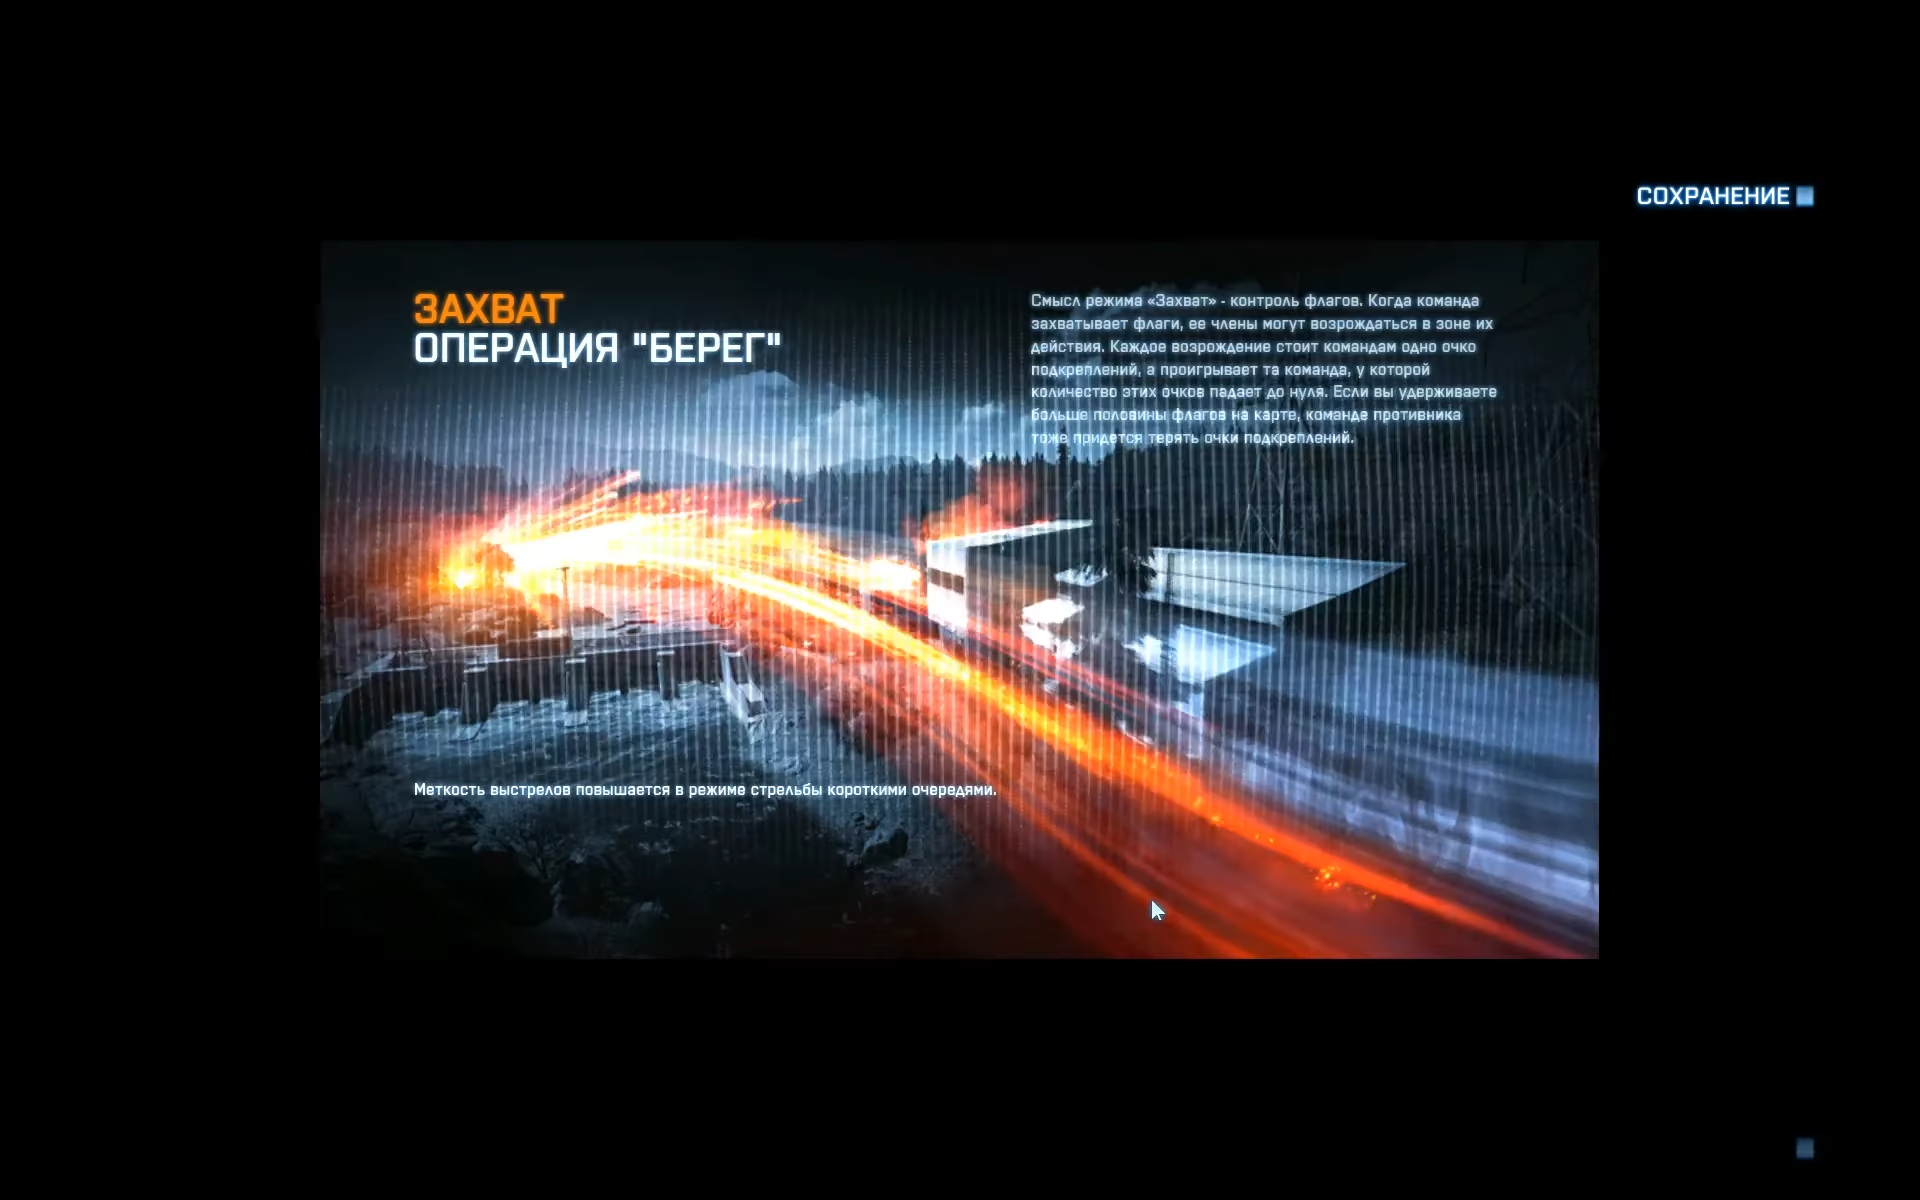 СОХРАНЕНИЕ
ЗАХВАТ
ОПЕРАЦИЯ "БЕРЕГ"
Смысл режима «Захват» - контроль флагов. Когда команда
захватывает флаги, ее члены могут возрождаться в зоне их
действия. Каждое возрождение стоит командам одно очко
подкреплений, а проигрывает та команда, у которой
количество этих очков падает до нуля. Если вы удерживаете
больше половины флагов на карте, команде противника
тоже придется терять очки подкреплений.
Меткость выстрелов повышается в режиме стрельбы короткими очередями.